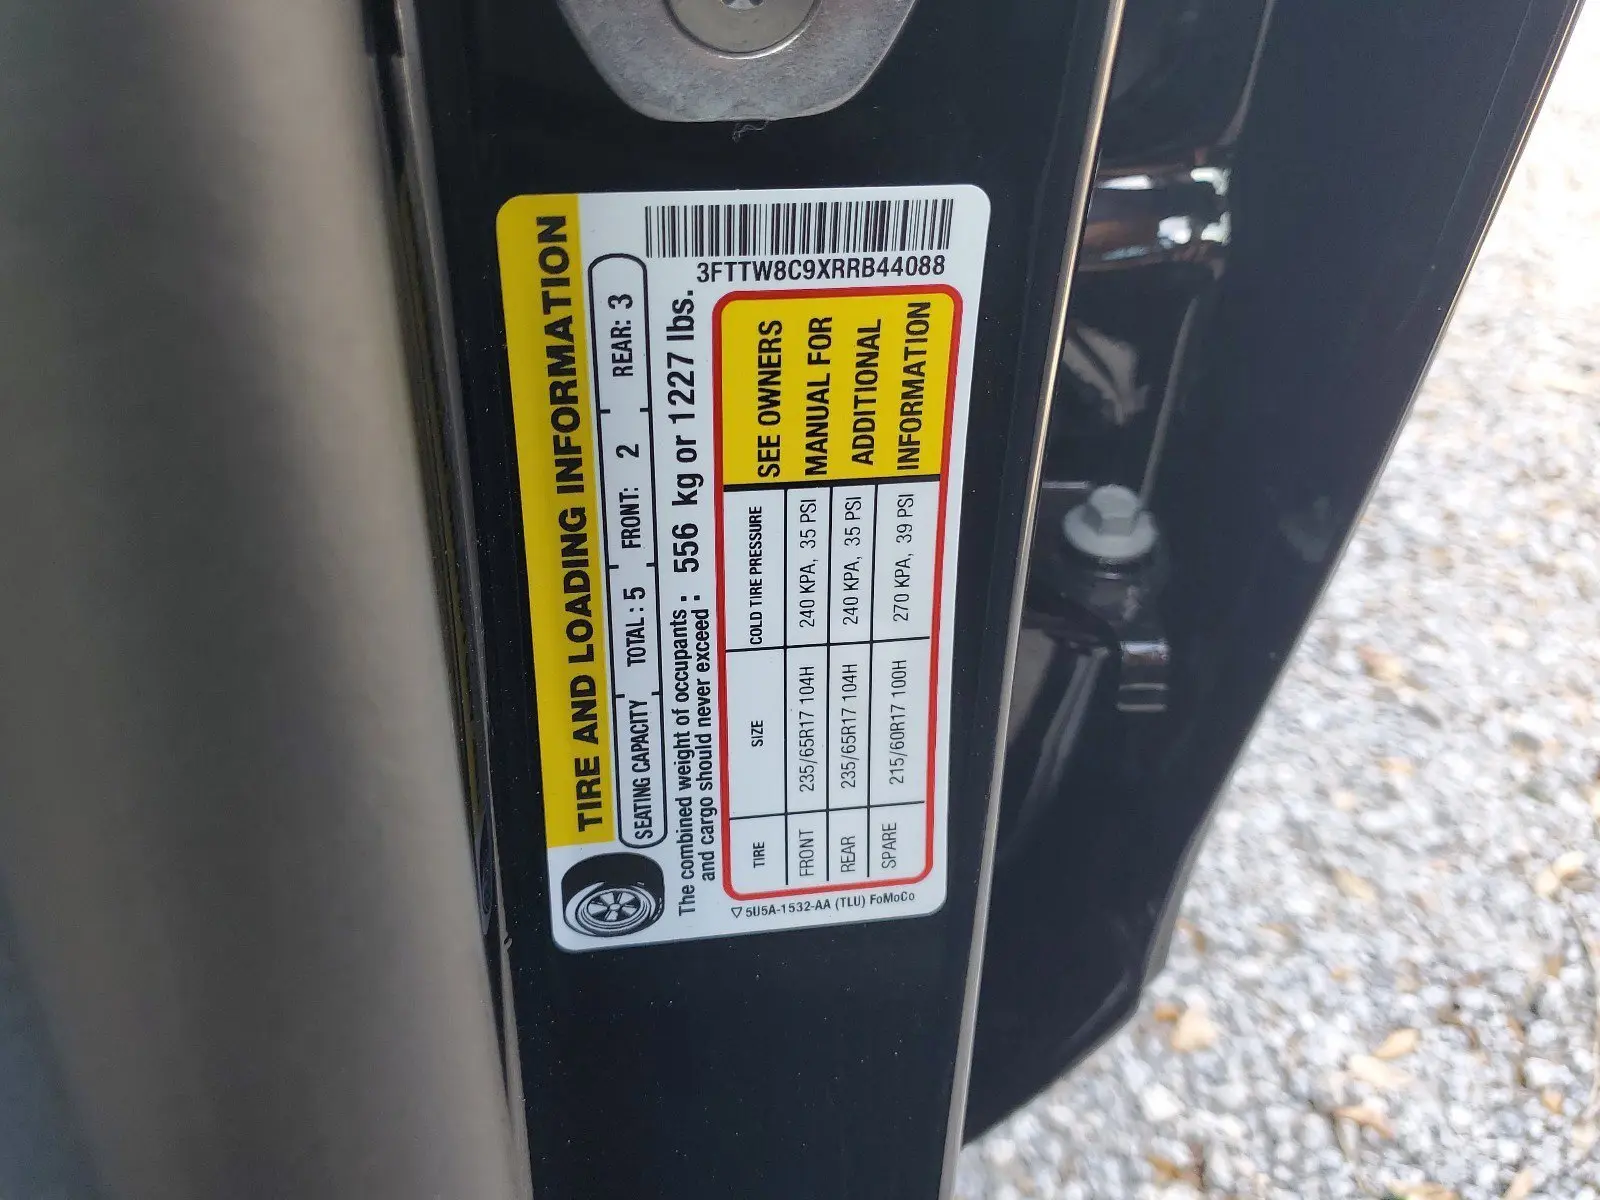 TIRE AND LOADING INFORMATION
SEATING CAPACITY TOTAL : 5 FRONT: 2 REAR: 3
The combined weight of occupants :
and cargo should never exceed : 556 kg or 1227 lbs.
3FTTW8C9XRRB44088
TIRE SIZE COLD TIRE PRESSURE
FRONT 235/65R17 104H 240 KPA, 35 PSI
REAR 235/65R17 104H 240 KPA, 35 PSI
SPARE 215/60R17 100H 270 KPA, 39 PSI
SEE OWNERS
MANUAL FOR
ADDITIONAL
INFORMATION
5U5A-1532-AA (TLU) FoMoCo